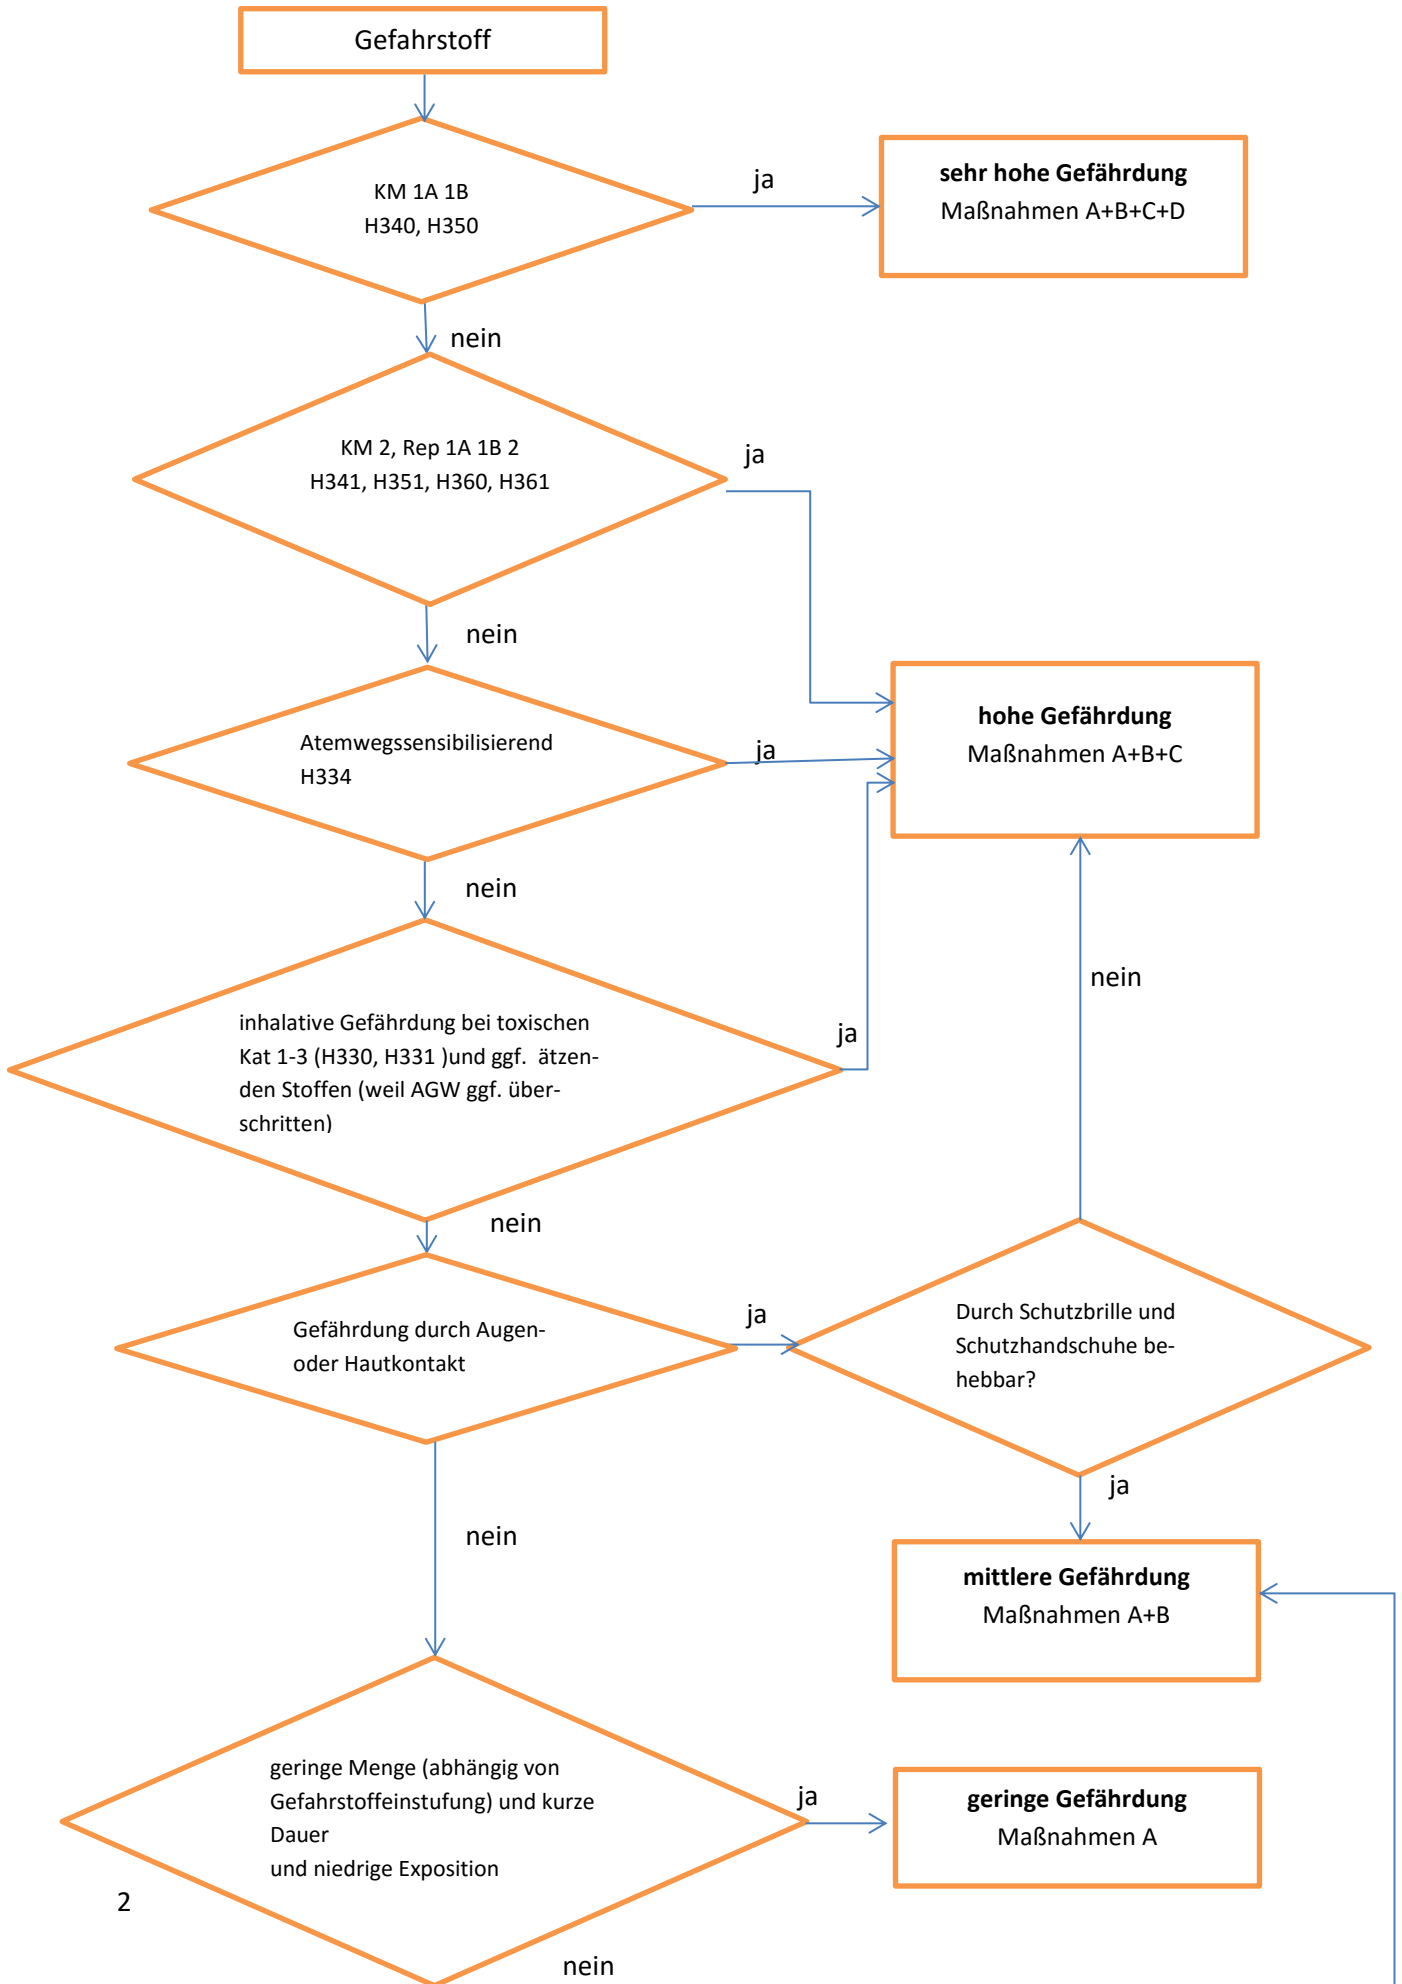 Gefahrstoff
KM 1A 1B
H340, H350
ja
sehr hohe Gefährdung
Maßnahmen A+B+C+D
nein
KM 2, Rep 1A 1B 2
H341, H351, H360, H361
ja
nein
Atemwegssensibilisierend
H334
ja
hohe Gefährdung
Maßnahmen A+B+C
nein
inhalative Gefährdung bei toxischen
Kat 1-3 (H330, H331 )und ggf. ätzen-
den Stoffen (weil AGW ggf. über-
schritten)
ja
nein
nein
Gefährdung durch Augen-
oder Hautkontakt
ja
Durch Schutzbrille und
Schutzhandschuhe be-
hebbar?
ja
nein
mittlere Gefährdung
Maßnahmen A+B
geringe Menge (abhängig von
Gefahrstoffeinstufung) und kurze
Dauer
und niedrige Exposition
ja
geringe Gefährdung
Maßnahmen A
2
nein